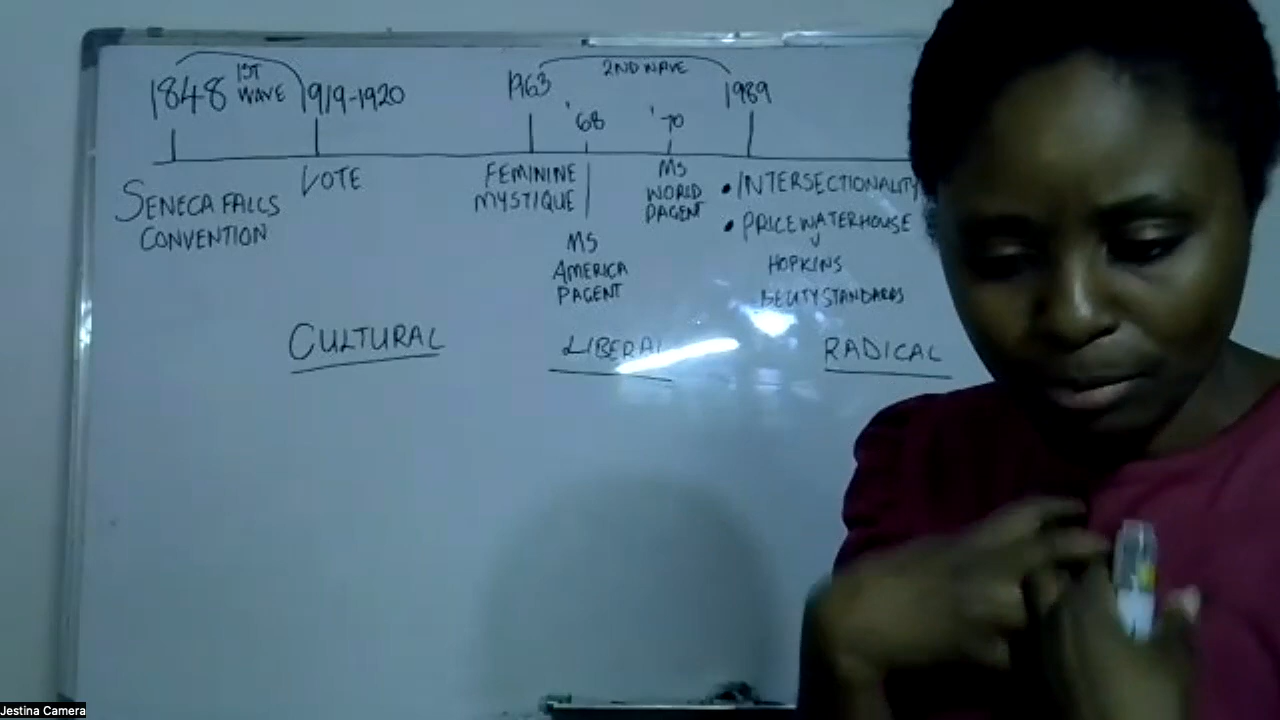 1848 1ST WAVE 1919-1920
1963 2ND WAVE 1989
'68 '70
SENECA FALLS
CONVENTION
VOTE
FEMININE
MYSTIQUE
MS
AMERICA
PAGENT
MS
WORLD
PAGENT
• INTERSECTIONALITY
• PRICEWATERHOUSE
V
HOPKINS
BEUTY STANDARDS
CULTURAL
LIBERAL
RADICAL
Jestina Camera